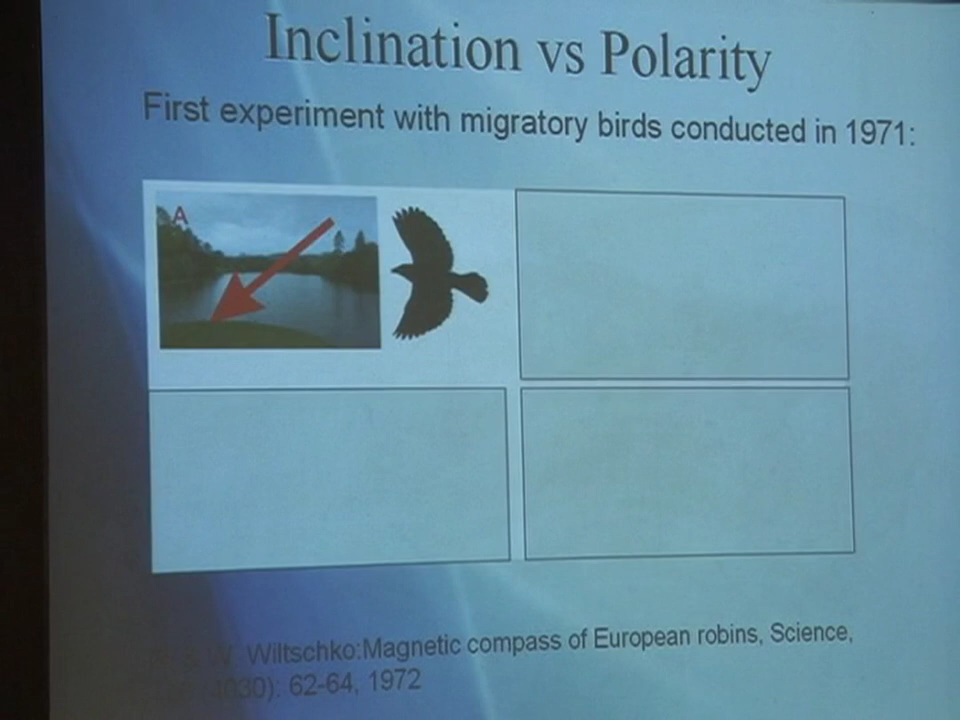 Inclination vs Polarity
First experiment with migratory birds conducted in 1971:
A
W. Wiltschko:Magnetic compass of European robins, Science,
62-64, 1972